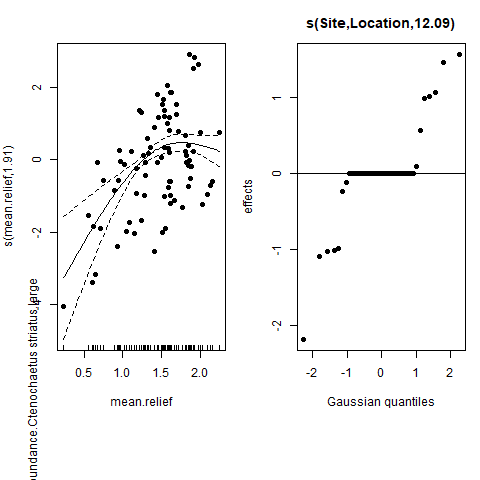 s(Site,Location,12.09)
s(mean.relief,1.91)
undance.Ctenochaetus striatus.large
2
0
-2
-4
0.5 1.0 1.5 2.0
mean.relief
effects
1
0
-1
-2
-2 -1 0 1 2
Gaussian quantiles